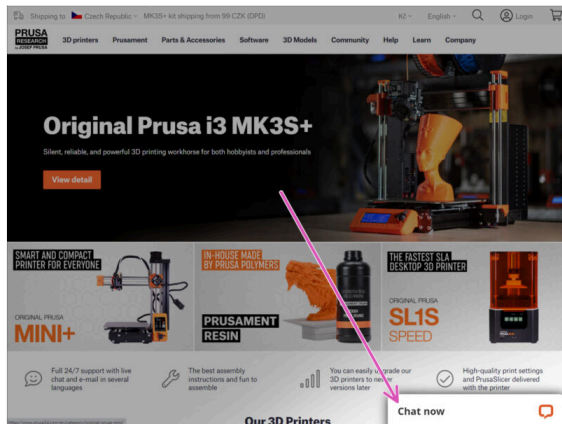 Shipping to Czech Republic MK3S+ kit shipping from 99 CZK (DPD) Kč English Login
PRUSA
RESEARCH
by JOSEF PRUSA
3D printers Prusament Parts & Accessories Software 3D Models Community Help Learn Company
Original Prusa i3 MK3S+
Silent, reliable, and powerful 3D printing workhorse for both hobbyists and professionals
View detail
SMART AND COMPACT
PRINTER FOR EVERYONE
ORIGINAL PRUSA
MINI+
IN-HOUSE MADE
BY PRUSA POLYMERS
PRUSAMENT
RESIN
THE FASTEST SLA
DESKTOP 3D PRINTER
ORIGINAL PRUSA
SL1S
SPEED
Full 24/7 support with live
chat and e-mail in several
languages
The best assembly
instructions and fun to
assemble
You can easily upgrade our
3D printers to newer
versions later
High-quality print settings
and PrusaSlicer delivered
with the printer
Our 3D Printers
Chat now